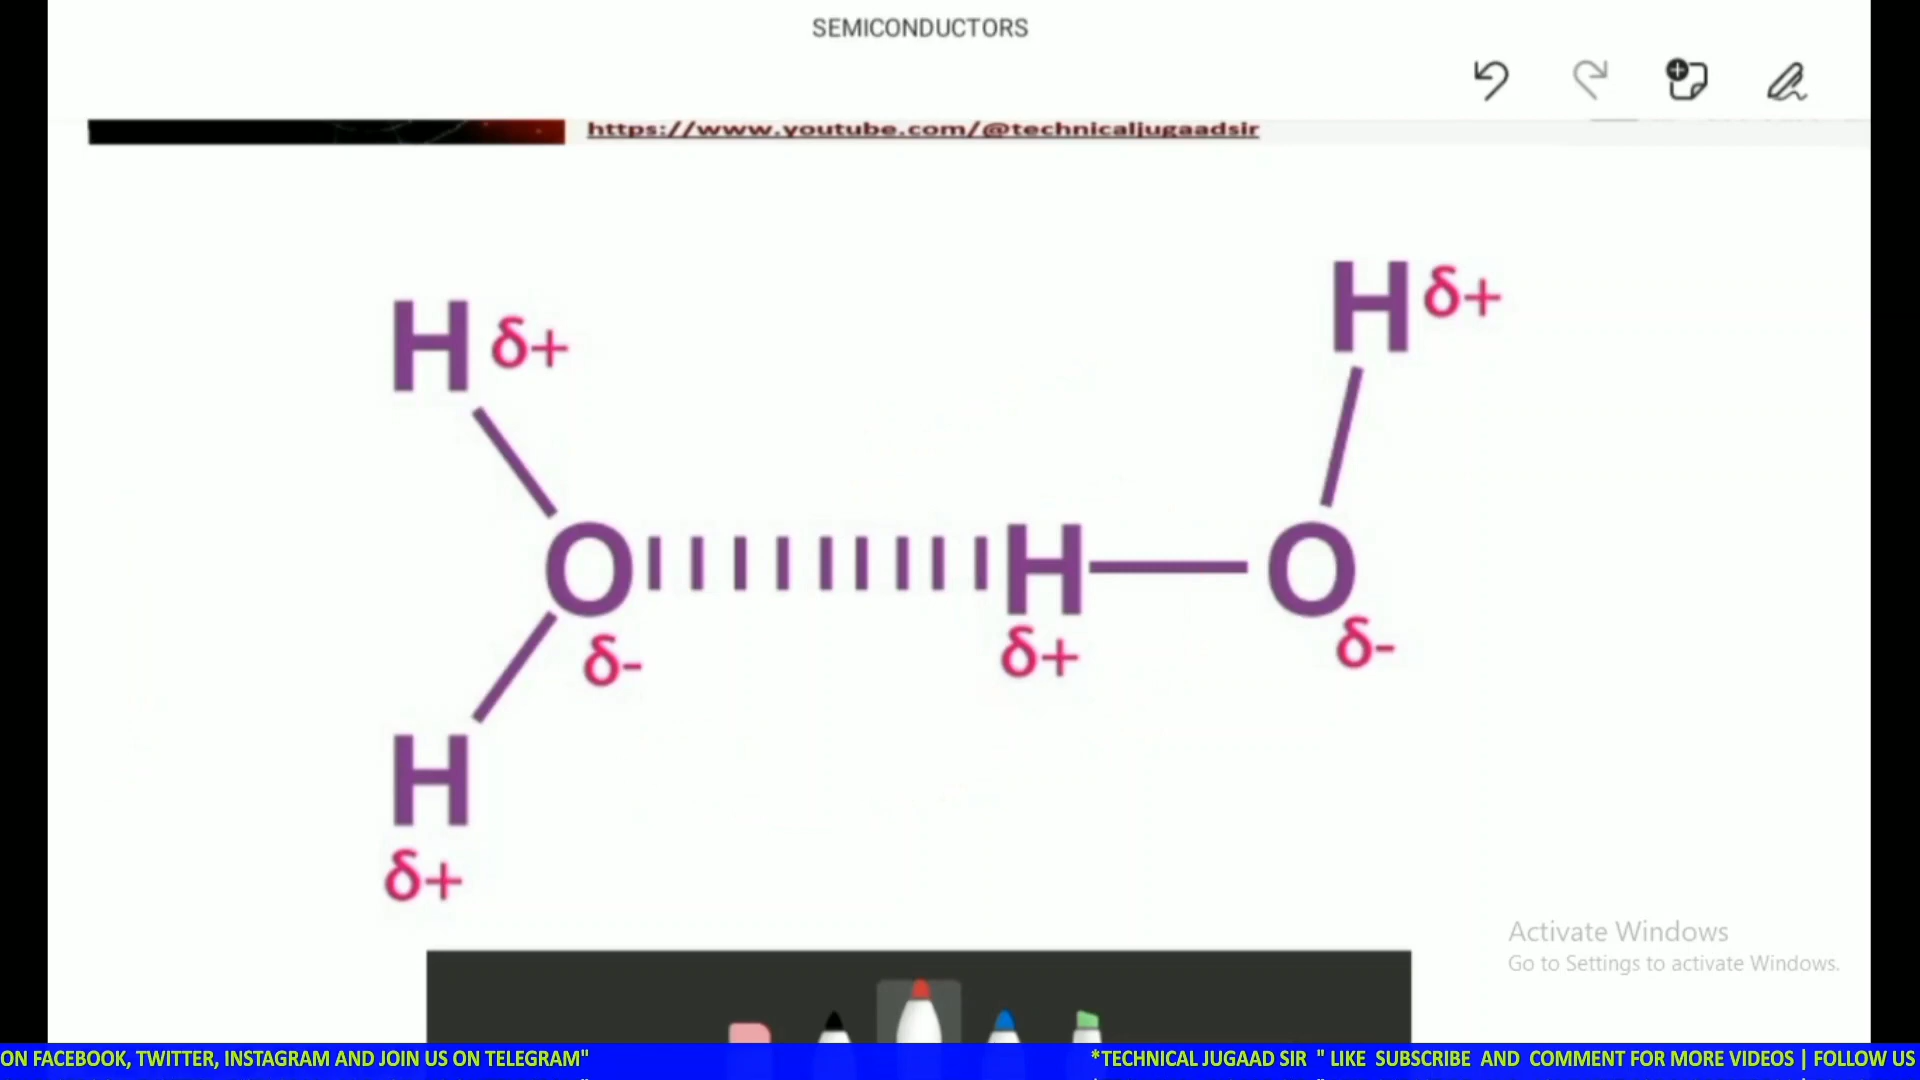 SEMICONDUCTORS
https://www.youtube.com/@technicaljugaadsir
H δ+
H δ+
O
H
O
δ-
δ+
δ-
H
δ+
Activate Windows
Go to Settings to activate Windows.
ON FACEBOOK, TWITTER, INSTAGRAM AND JOIN US ON TELEGRAM" *TECHNICAL JUGAAD SIR " LIKE SUBSCRIBE AND COMMENT FOR MORE VIDEOS | FOLLOW US